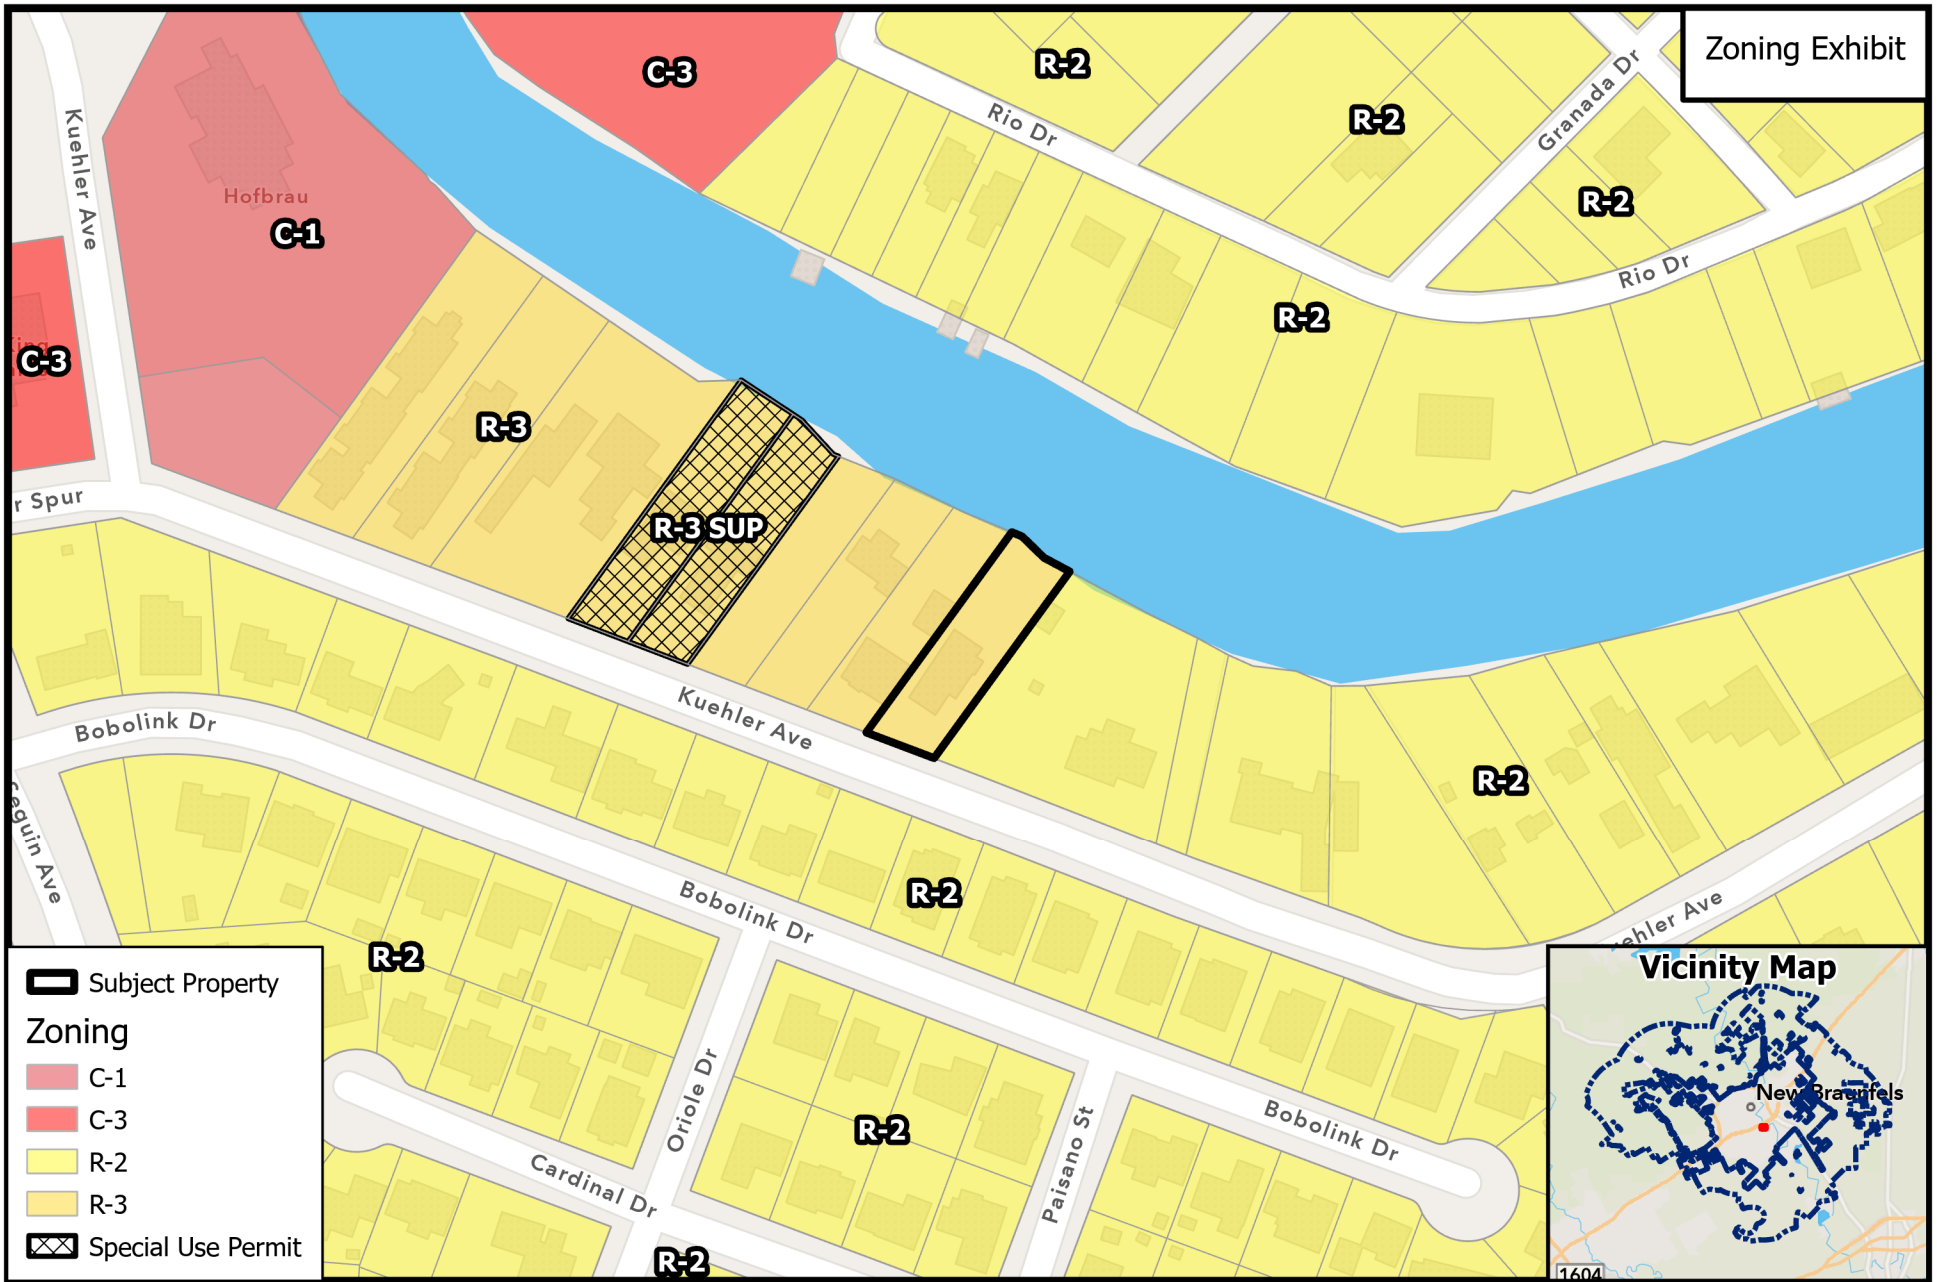 Zoning Exhibit
C-3
R-2
R-2
Granada Dr
Rio Dr
Kuehler Ave
Hofbrau
C-1
R-2
Rio Dr
R-2
C-3
R-3
Spur
R-3 SUP
Kuehler Ave
Bobolink Dr
R-2
Seguin Ave
R-2
Bobolink Dr
R-2
Kuehler Ave
Oriole Dr
R-2
Paisano St
Bobolink Dr
Cardinal Dr
R-2
Subject Property
Zoning
C-1
C-3
R-2
R-3
Special Use Permit
Vicinity Map
New Braunfels
1604